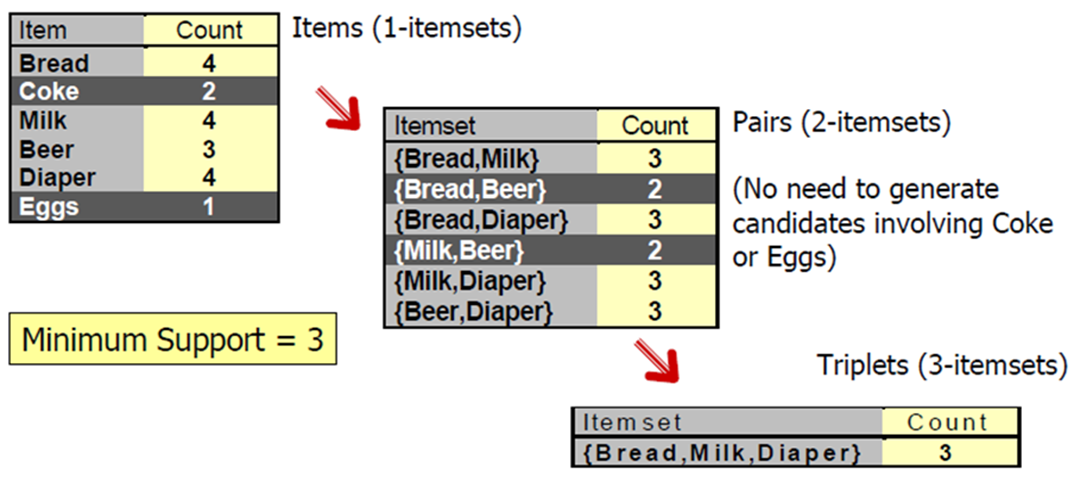 Item Count
Bread 4
Coke 2
Milk 4
Beer 3
Diaper 4
Eggs 1
Items (1-itemsets)
Itemset Count
{Bread,Milk} 3
{Bread,Beer} 2
{Bread,Diaper} 3
{Milk,Beer} 2
{Milk,Diaper} 3
{Beer,Diaper} 3
Pairs (2-itemsets)
(No need to generate
candidates involving Coke
or Eggs)
Minimum Support = 3
Triplets (3-itemsets)
Itemset Count
{Bread,Milk,Diaper} 3